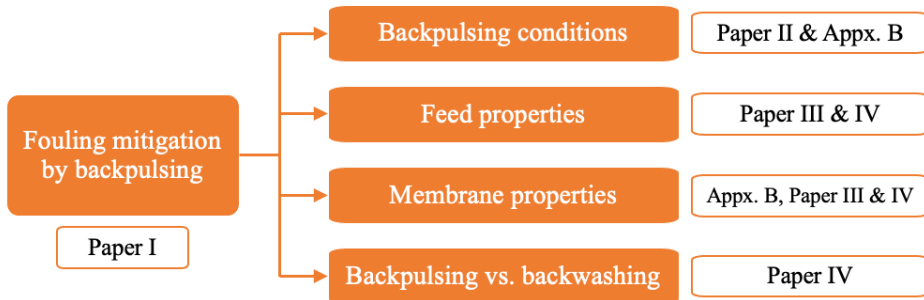 Fouling mitigation
by backpulsing
Paper I
Backpulsing conditions
Paper II & Appx. B
Feed properties
Paper III & IV
Membrane properties
Appx. B, Paper III & IV
Backpulsing vs. backwashing
Paper IV